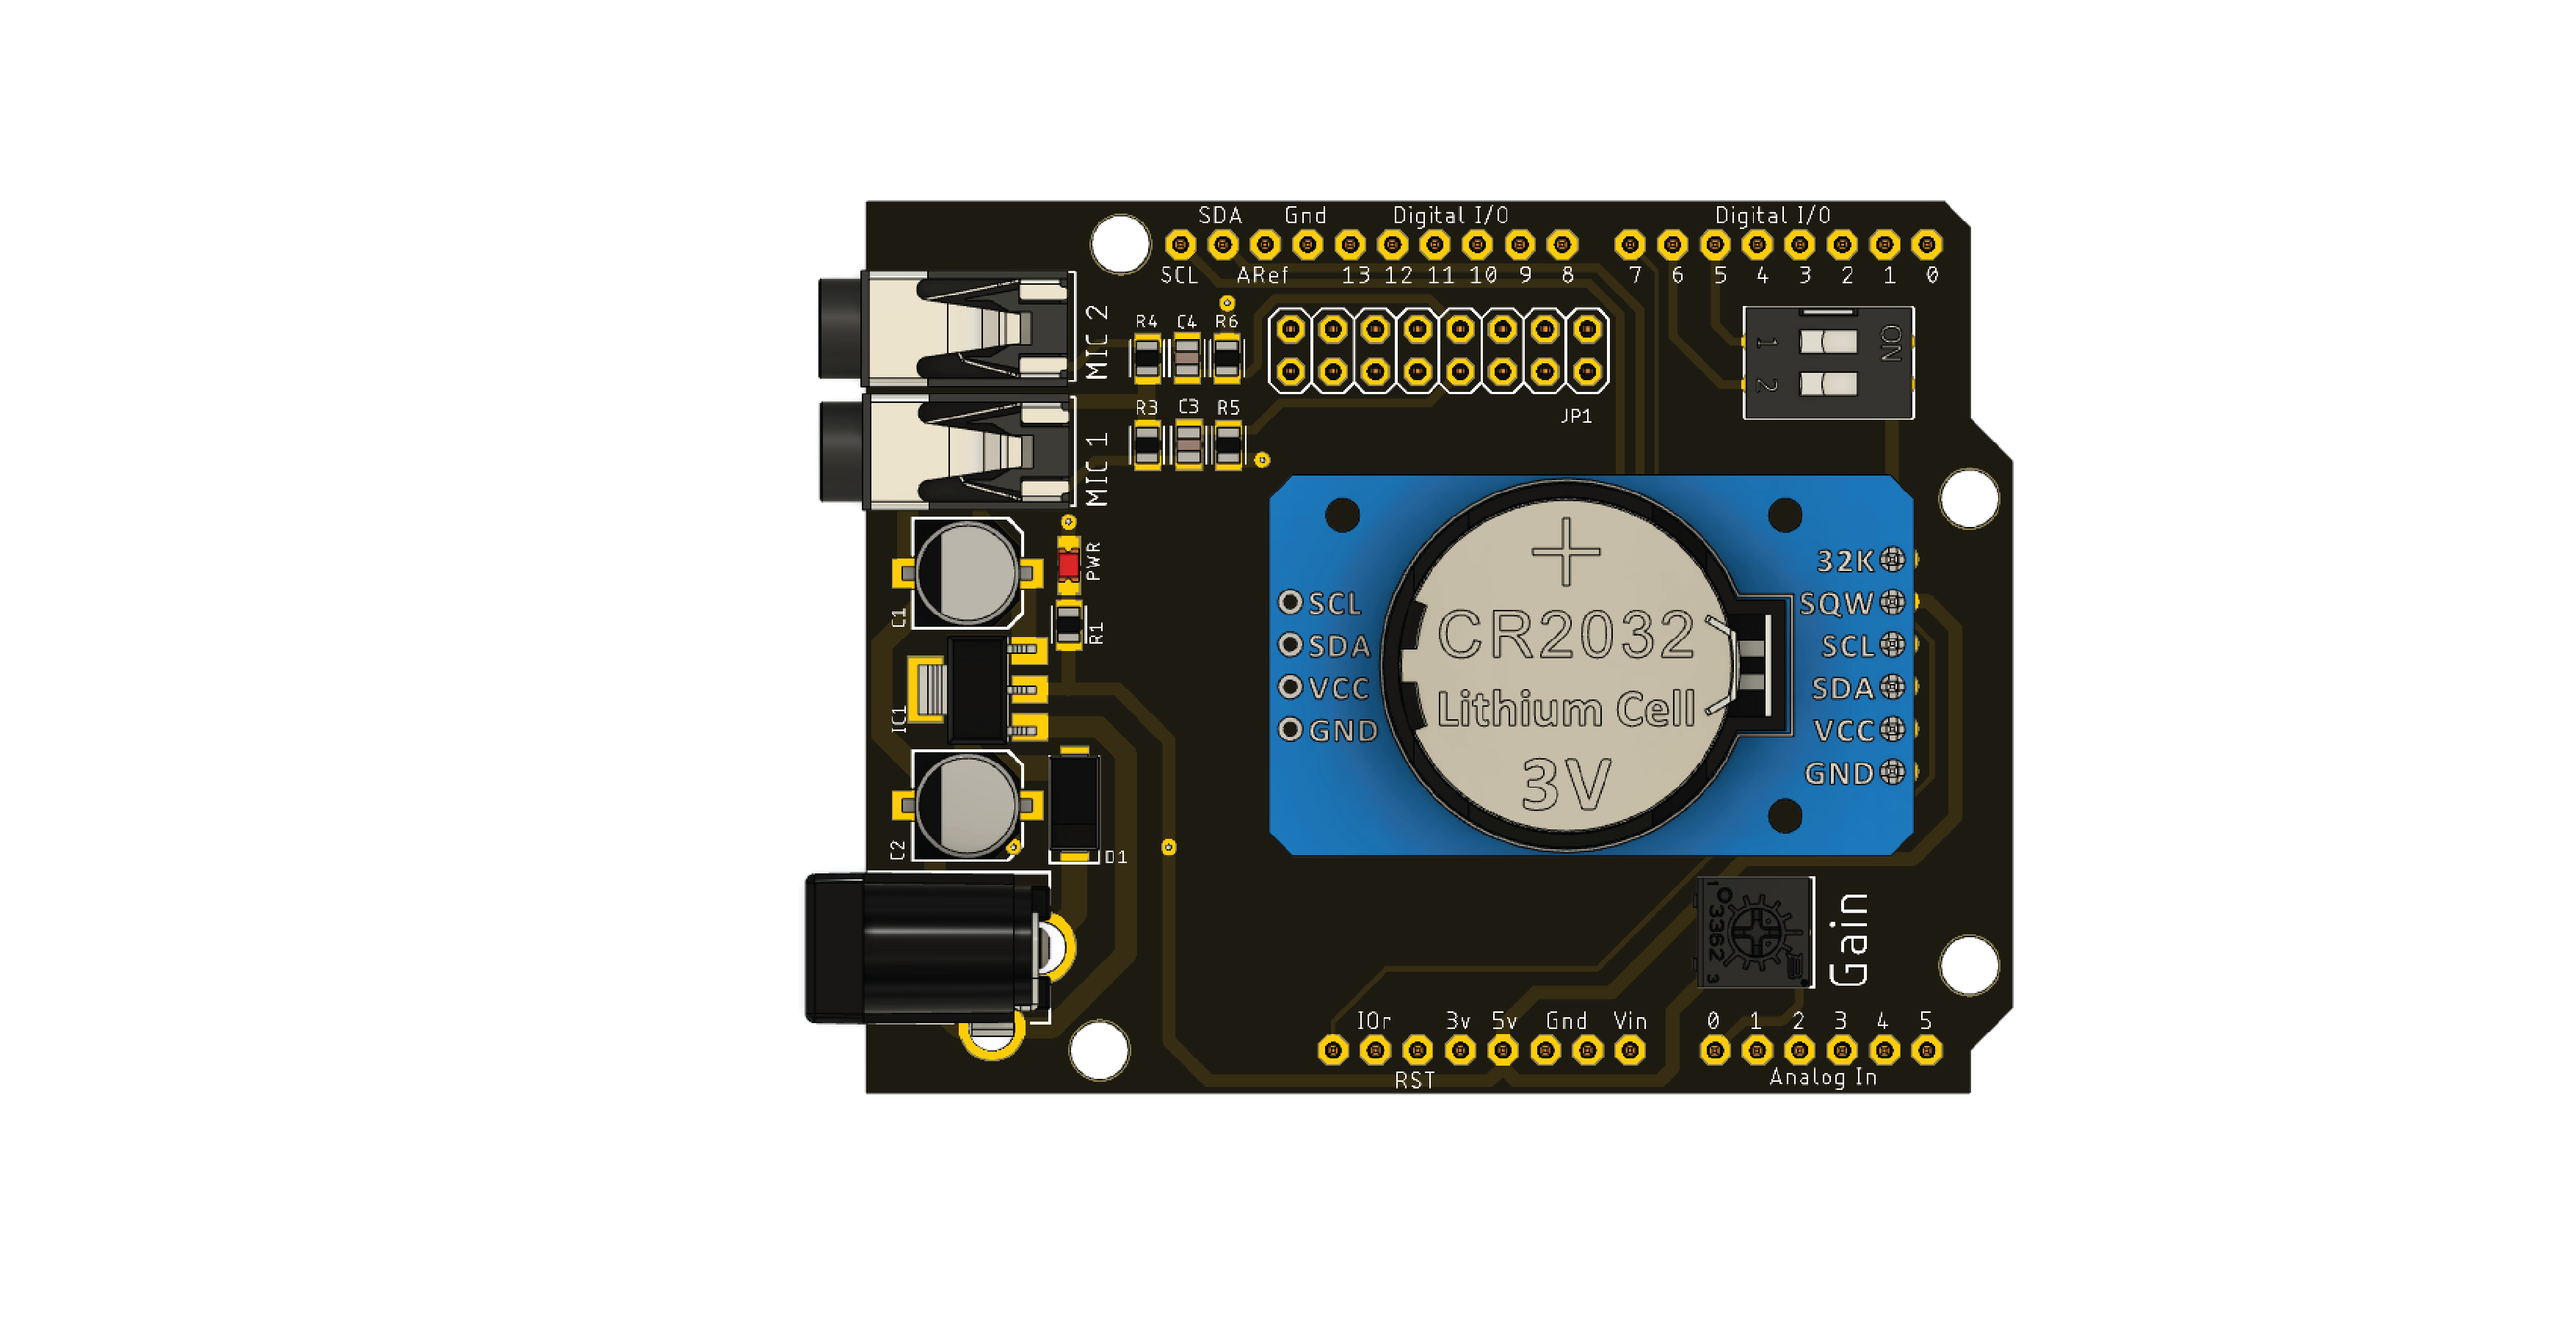 SDA Gnd Digital I/O Digital I/O
SCL ARef 13 12 11 10 9 8 7 6 5 4 3 2 1 0
MIC 2
R4 C4 R6
ON
1
2
JP1
MIC 1
R3 C3 R5
PWR
C1
R1
IC1
C2
D1
SCL
SDA
VCC
GND
CR2032
Lithium Cell
3V
32K
SQW
SCL
SDA
VCC
GND
1
3362
3
Gain
IOr 3v 5v Gnd Vin 0 1 2 3 4 5
RST Analog In